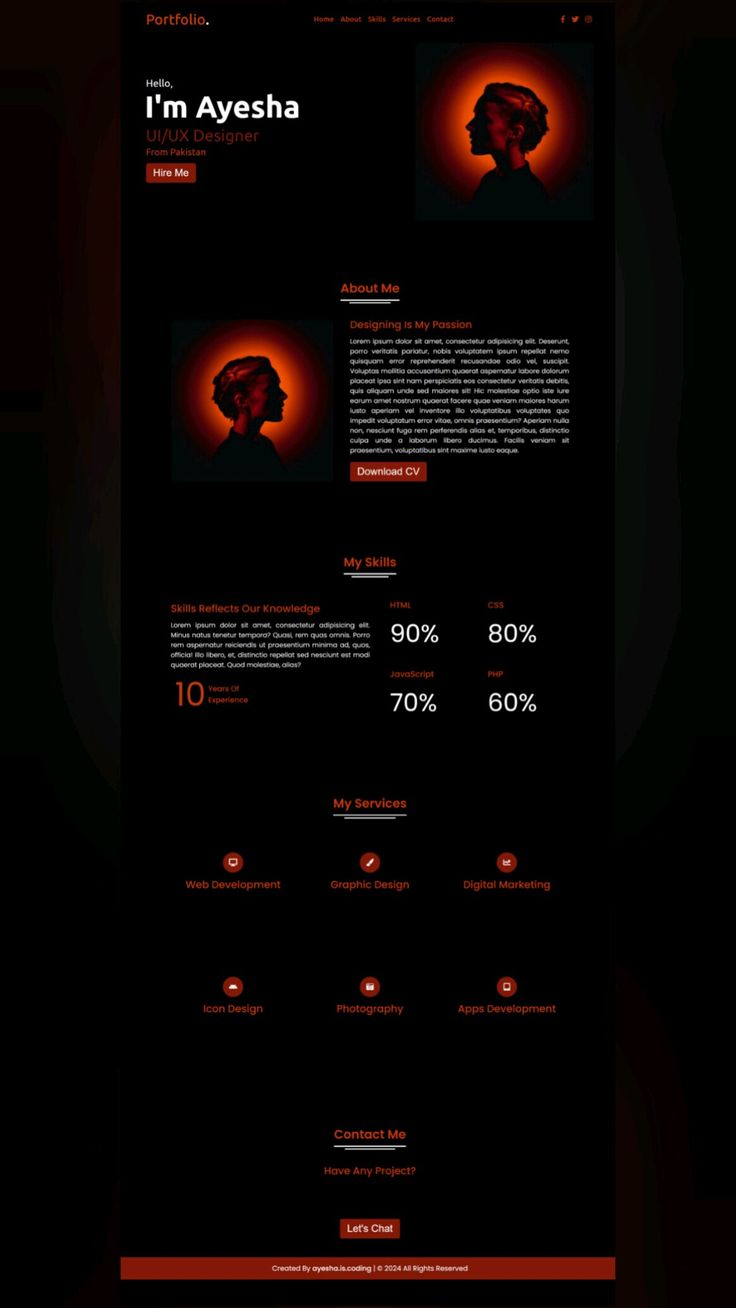 Portfolio.
Home About Skills Services Contact
Hello,
I'm Ayesha
UI/UX Designer
From Pakistan
Hire Me
About Me
Designing Is My Passion
Lorem ipsum dolor sit amet, consectetur adipisicing elit. Deserunt,
porro veritatis pariatur, nobis voluptatem ipsum repellat nemo
quisquam error reprehenderit recusandae odio vel, suscipit.
Voluptas mollitia accusantium quaerat aspernatur labore dolorum
placeat ipsa sint nam perspiciatis eos consectetur veritatis debitis,
quis aliquam unde sed maiores sit! Hic molestiae optio iste iure
earum amet nostrum quaerat facere quae veniam maiores harum
iusto aperiam vel inventore illo voluptatibus voluptates quo
impedit voluptatum error vitae, omnis praesentium? Aperiam nulla
non, nesciunt fuga rem perferendis alias et, temporibus, distinctio
culpa unde a laborum libero ducimus. Facilis veniam sit
praesentium, voluptatibus sint maxime iusto eaque.
Download CV
My Skills
Skills Reflects Our Knowledge
Lorem ipsum dolor sit amet, consectetur adipisicing elit.
Minus natus tenetur tempora? Quasi, rem quas omnis. Porro
rem aspernatur reiciendis ut praesentium minima ad, quos,
officia! Illo libero, et, distinctio repellat sed nesciunt est modi
quaerat placeat. Quod molestiae, alias?
10 Years Of
Experience
HTML
90%
CSS
80%
JavaScript
70%
PHP
60%
My Services
Web Development
Graphic Design
Digital Marketing
Icon Design
Photography
Apps Development
Contact Me
Have Any Project?
Let's Chat
Created By ayesha.is.coding | © 2024 All Rights Reserved